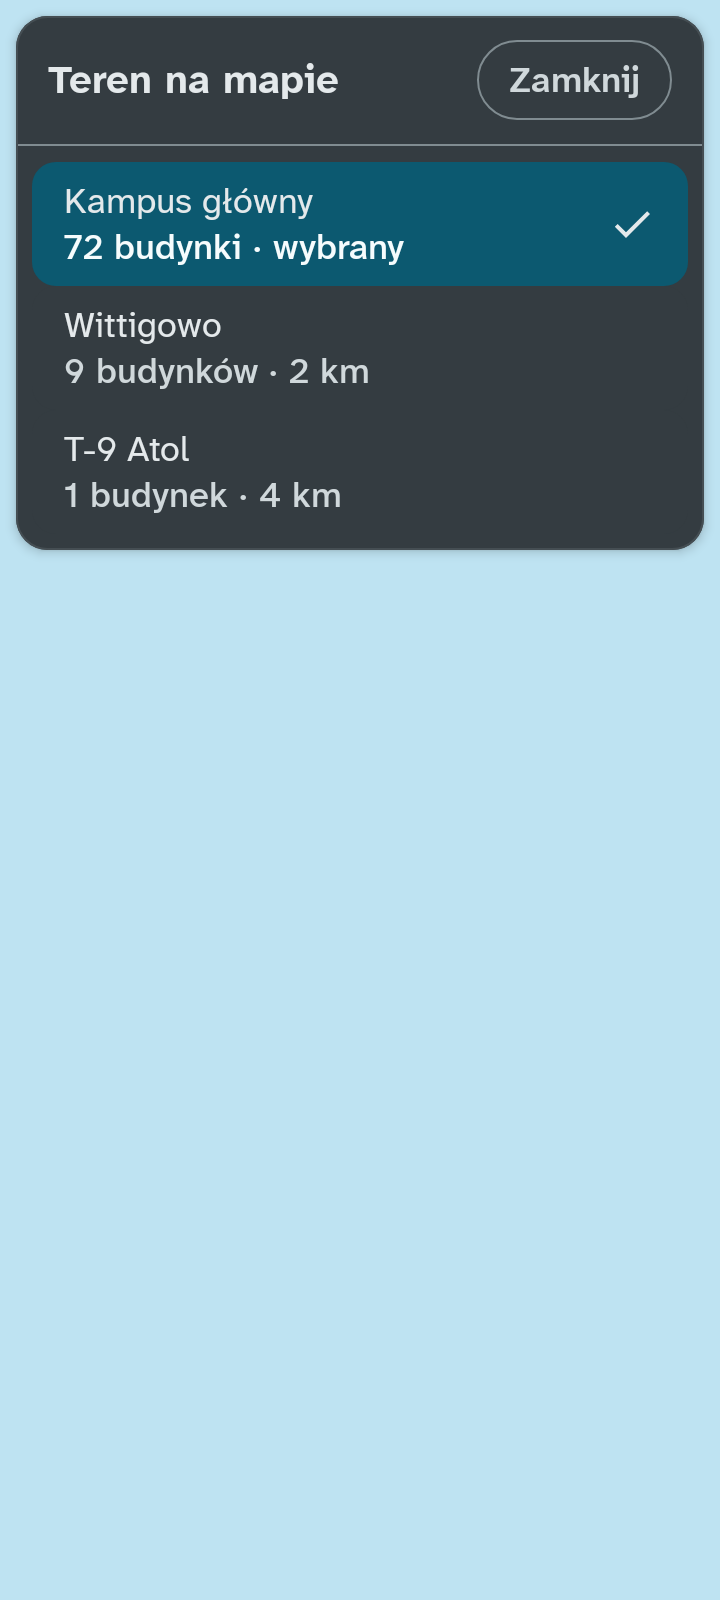 Teren na mapie
Zamknij
Kampus główny
72 budynki · wybrany
Wittigowo
9 budynków · 2 km
T-9 Atol
1 budynek · 4 km